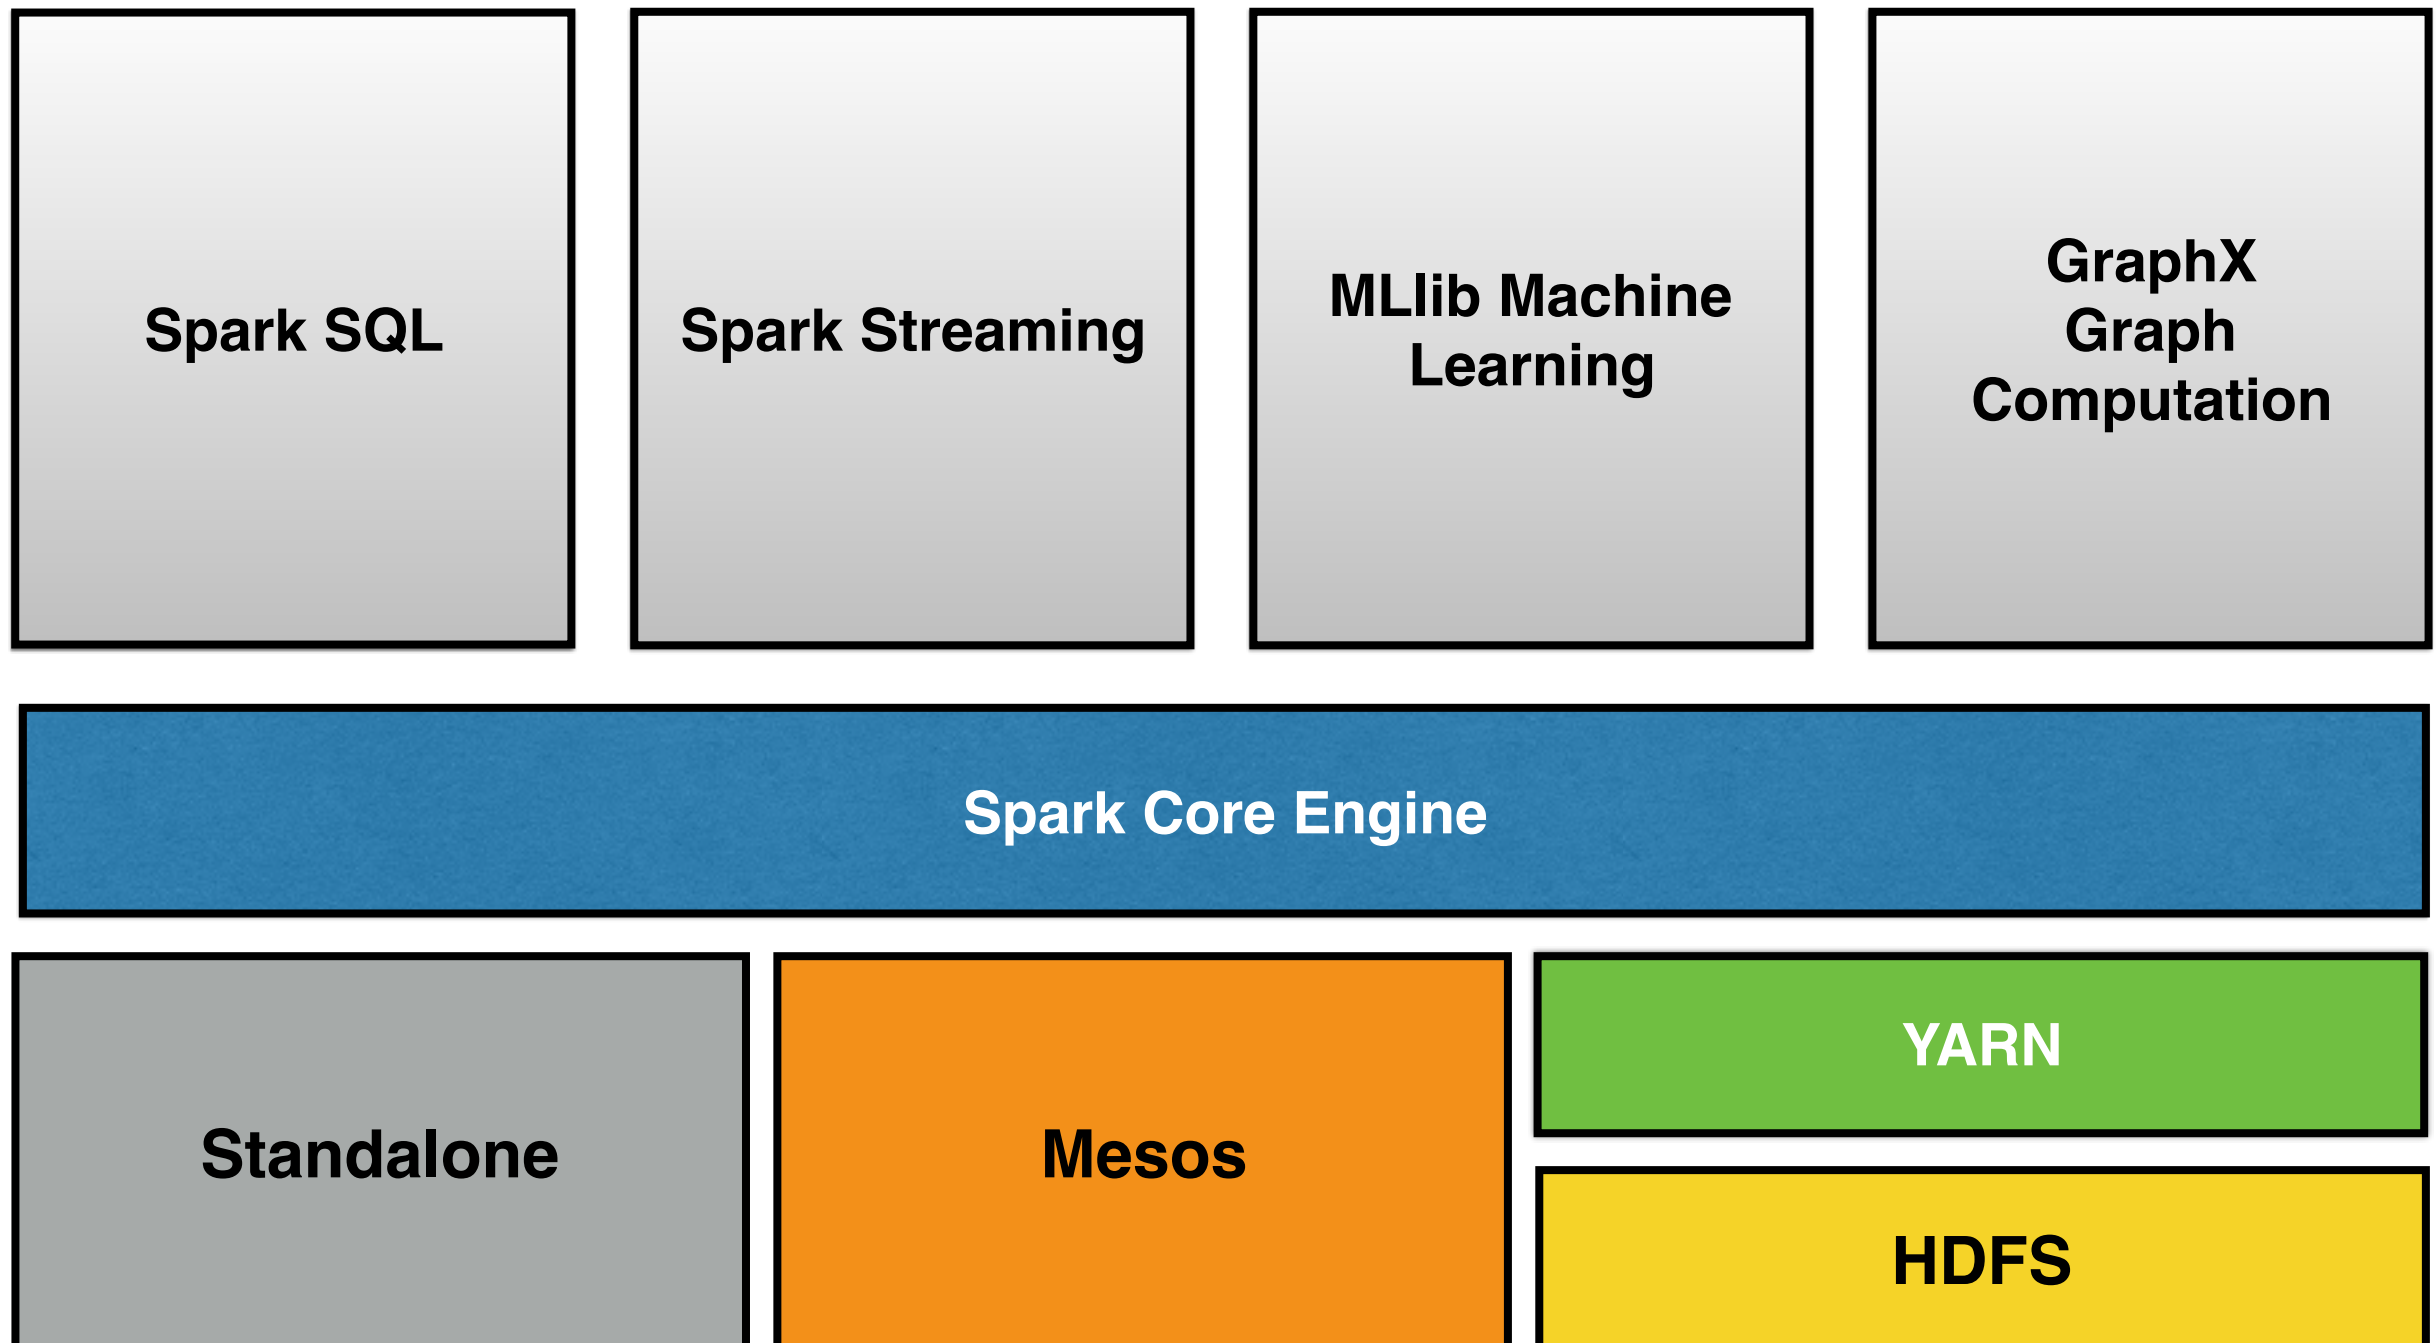 Spark SQL
Spark Streaming
MLlib Machine
Learning
GraphX
Graph
Computation
Spark Core Engine
Standalone
Mesos
YARN
HDFS